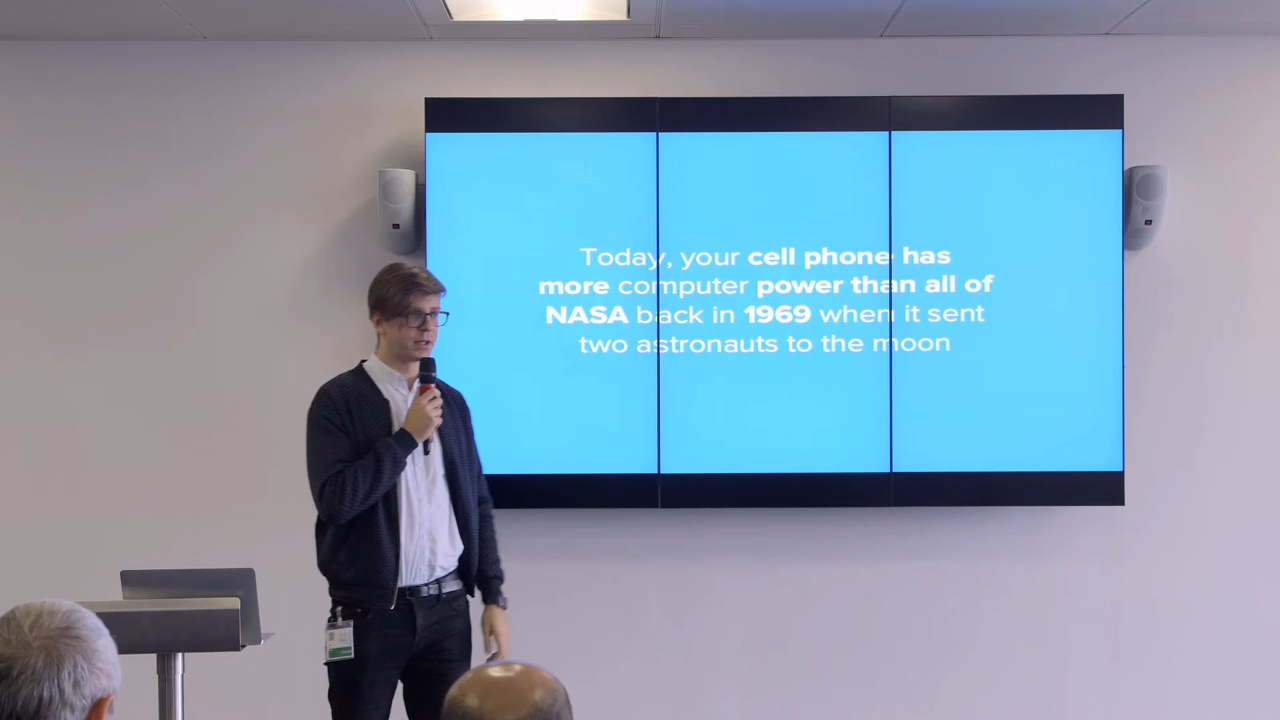 Today, your cell phone has
more computer power than all of
NASA back in 1969 when it sent
two astronauts to the moon